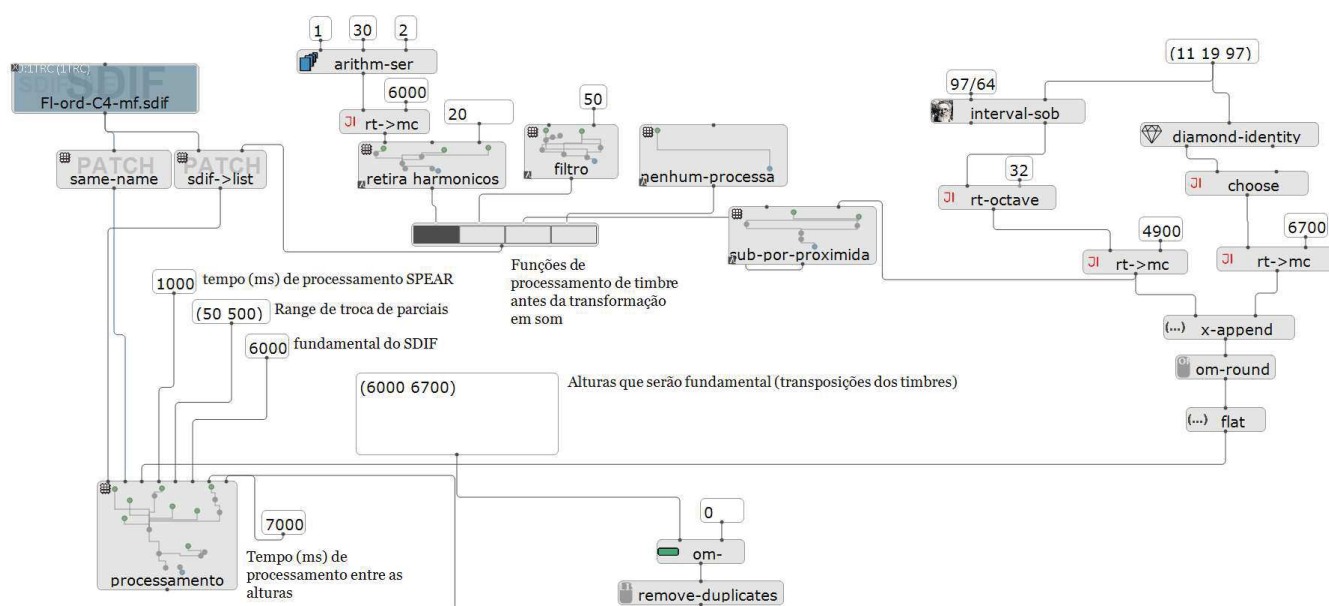 1
30
2
arithm-ser
(11 19 97)
D:1TRC (1TRC)
SDIF
SDIF
Fl-ord-C4-mf.sdif
6000
rt->mc
20
50
97/64
interval-sob
diamond-identity
PATCH
same-name
PATCH
sdif->list
retira harmonicos
filtro
nenhum-processa
32
rt-octave
choose
sub-por-proximida
4900
rt->mc
6700
rt->mc
Funções de
processamento de timbre
antes da transformação
em som
1000
tempo (ms) de processamento SPEAR
(50 500)
Range de troca de parciais
6000
fundamental do SDIF
x-append
om-round
flat
(6000 6700)
Alturas que serão fundamental (transposições dos timbres)
processamento
7000
Tempo (ms) de
processamento entre as
alturas
0
om-
remove-duplicates